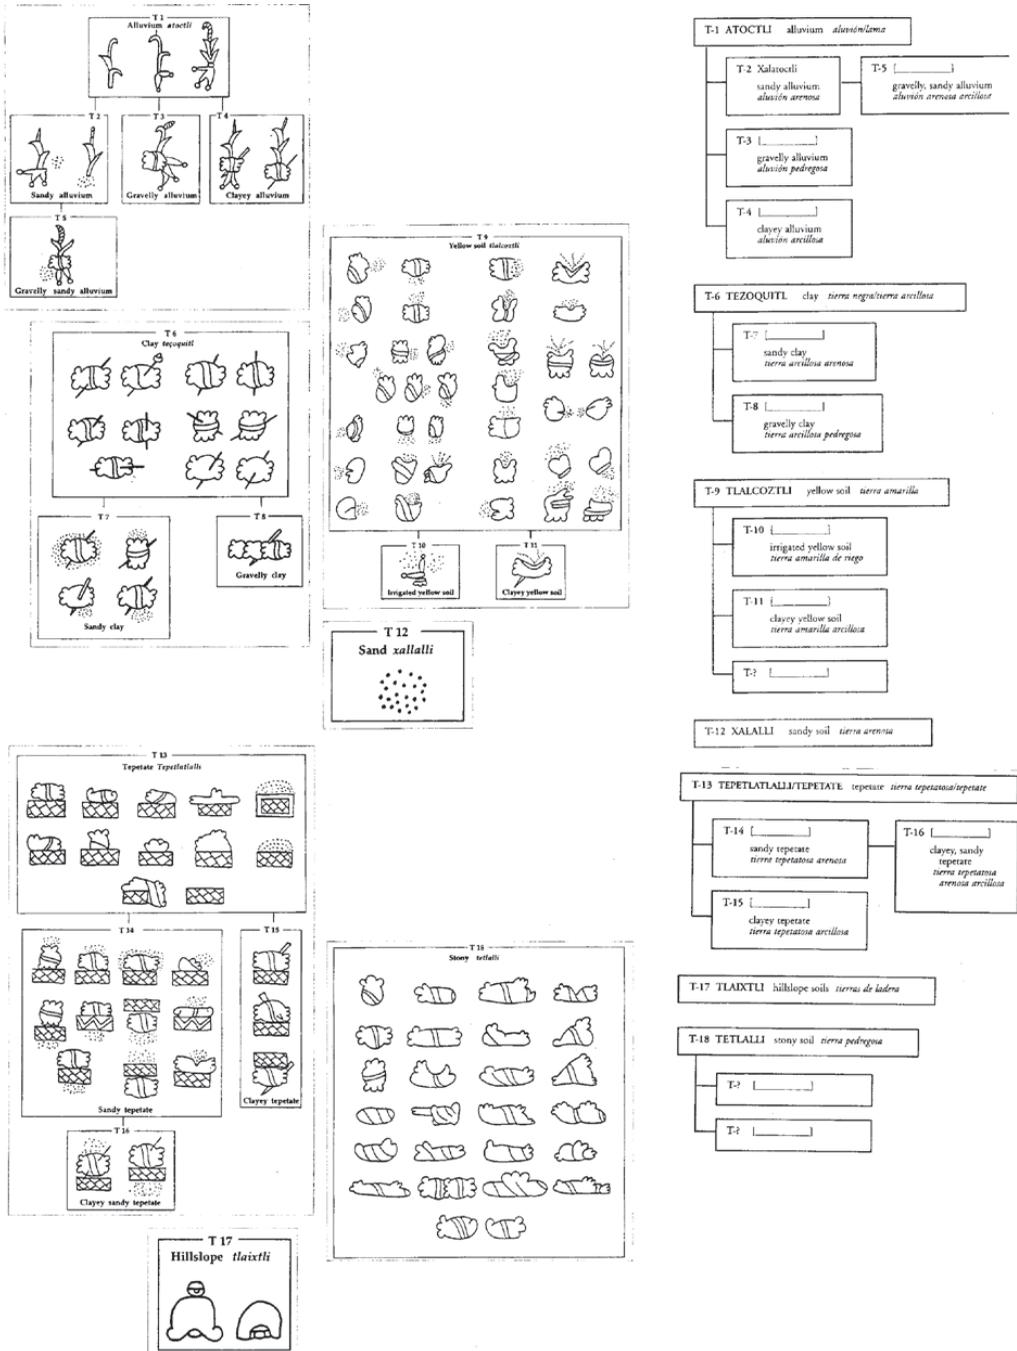 T 1
Alluvium atoctli
T 2
Sandy alluvium
T 3
Gravelly alluvium
T 4
Clayey alluvium
T 5
Gravelly sandy alluvium
T 6
Clay teçoquitl
T 7
Sandy clay
T 8
Gravelly clay
T 9
Yellow soil tlalcoztli
T 10
Irrigated yellow soil
T 11
Clayey yellow soil
T 12
Sand xallalli
T 13
Tepetate Tepetlatlalli
T 14
Sandy tepetate
T 15
Clayey tepetate
T 16
Clayey sandy tepetate
T 17
Hillslope tlaixtli
T 18
Stony tetlalli
T-1 ATOCTLI alluvium aluvión/lama
T-2 Xalatoctli
sandy alluvium
aluvión arenosa
T-5 [ ]
gravelly, sandy alluvium
aluvión arenosa arcillosa
T-3 [ ]
gravelly alluvium
aluvión pedregosa
T-4 [ ]
clayey alluvium
aluvión arcillosa
T-6 TEZOQUITL clay tierra negra/tierra arcillosa
T-7 [ ]
sandy clay
tierra arcillosa arenosa
T-8 [ ]
gravelly clay
tierra arcillosa pedregosa
T-9 TLALCOZTLI yellow soil tierra amarilla
T-10 [ ]
irrigated yellow soil
tierra amarilla de riego
T-11 [ ]
clayey yellow soil
tierra amarilla arcillosa
T-? [ ]
T-12 XALALLI sandy soil tierra arenosa
T-13 TEPETLATLALLI/TEPETATE tepetate tierra tepetatosa/tepetate
T-14 [ ]
sandy tepetate
tierra tepetatosa arenosa
T-16 [ ]
clayey, sandy
tepetate
tierra tepetatosa
arenosa arcillosa
T-15 [ ]
clayey tepetate
tierra tepetatosa arcillosa
T-17 TLAIXTLI hillslope soils tierras de ladera
T-18 TETLALLI stony soil tierra pedregosa
T-? [ ]
T-? [ ]